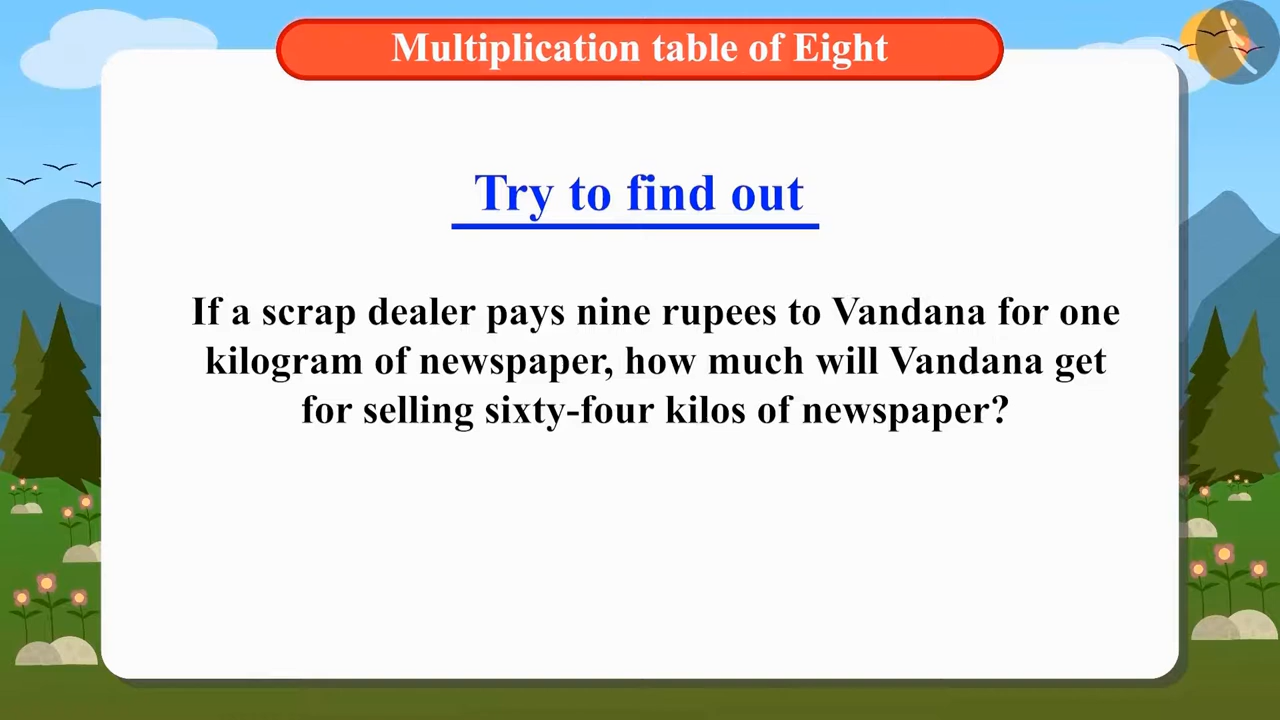 Multiplication table of Eight
Try to find out
If a scrap dealer pays nine rupees to Vandana for one
kilogram of newspaper, how much will Vandana get
for selling sixty-four kilos of newspaper?